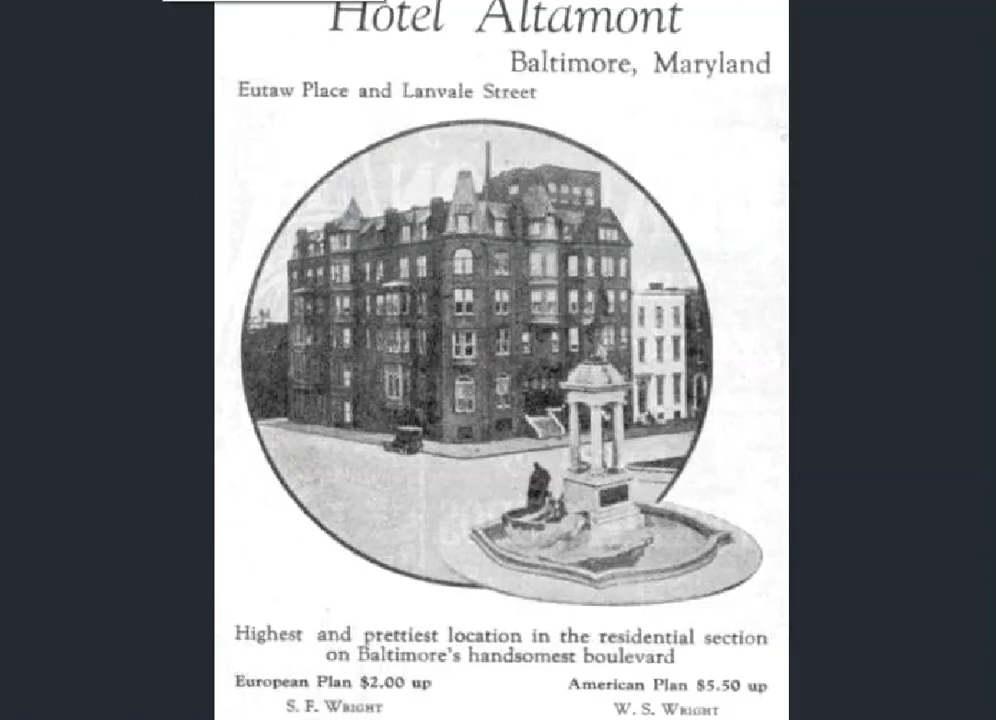 Hotel Altamont
Baltimore, Maryland
Eutaw Place and Lanvale Street
Highest and prettiest location in the residential section
on Baltimore's handsomest boulevard
European Plan $2.00 up
American Plan $5.50 up
S. F. WRIGHT
W. S. WRIGHT